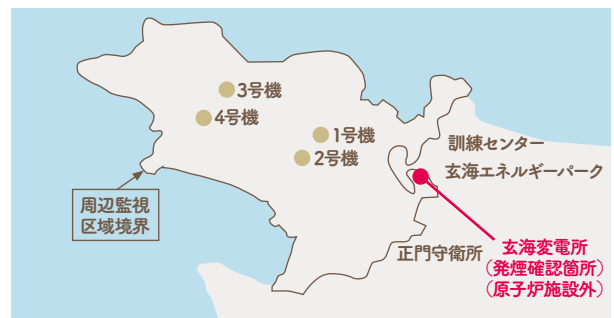 3号機
4号機
1号機
2号機
訓練センター
玄海エネルギーパーク
周辺監視
区域境界
正門守衛所
玄海変電所
（発煙確認箇所）
（原子炉施設外）